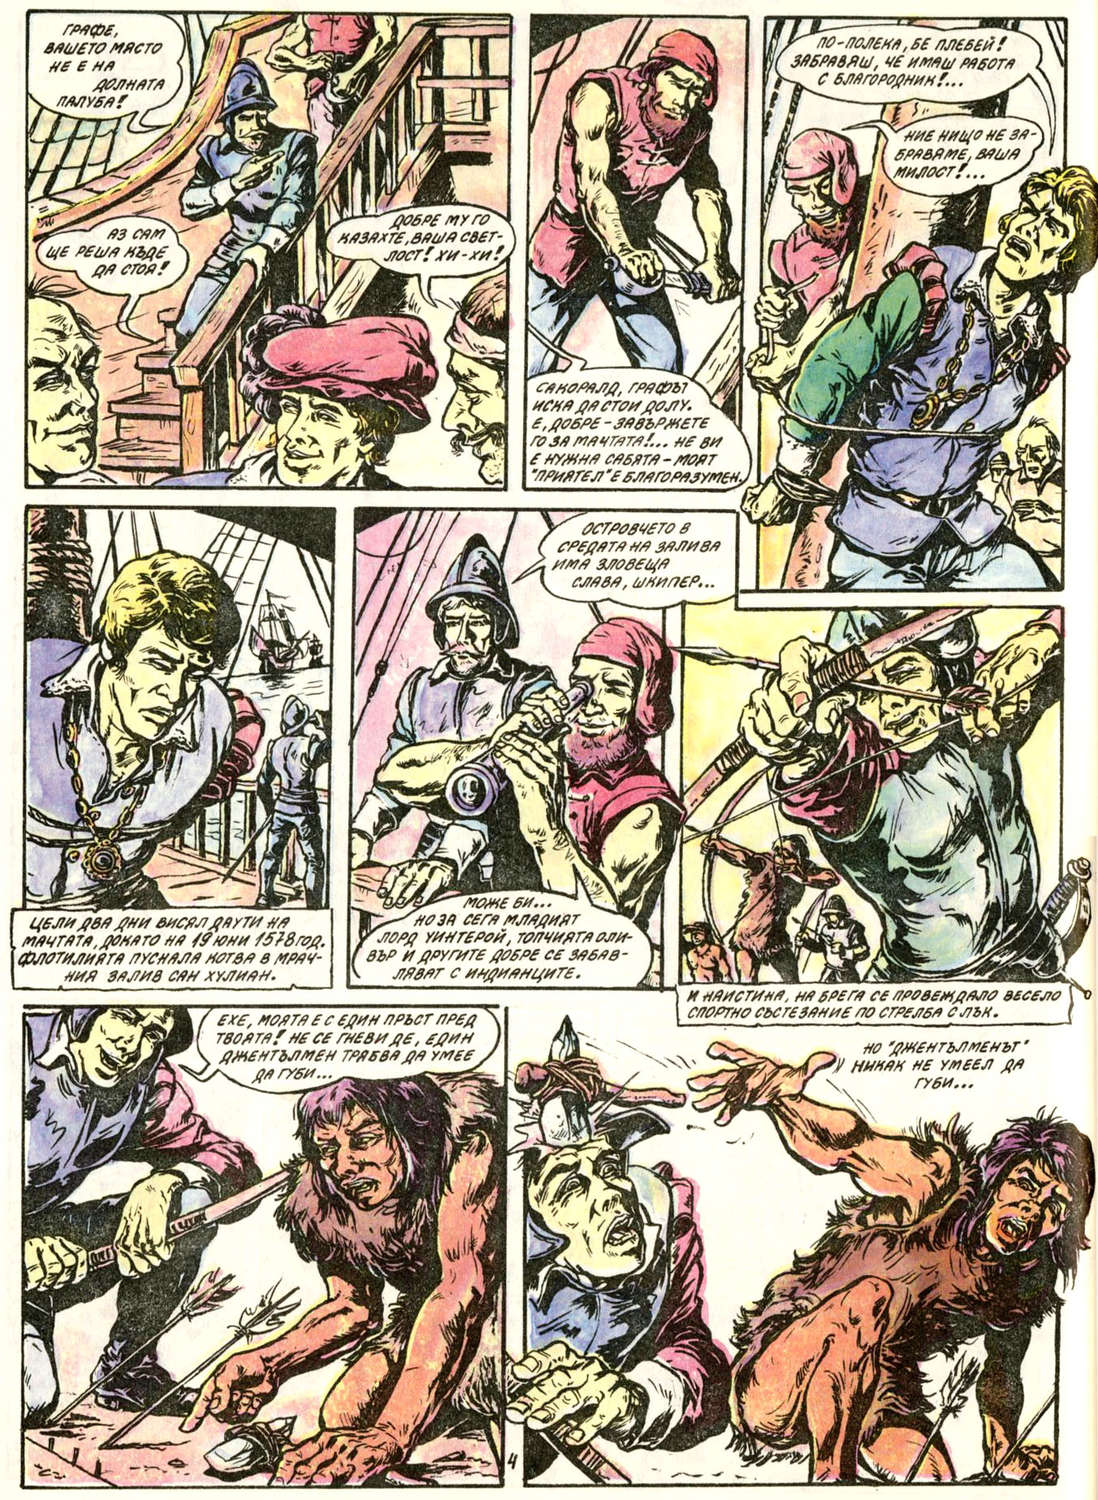 ГРАФЕ,
ВАШЕТО МЯСТО
НЕ Е НА
ДОЛНАТА
ПАЛУБА!
АЗ САМ
ЩЕ РЕША КЪДЕ
ДА СТОЯ!
ДОБРЕ МУ ГО
КАЗАХТЕ, ВАША СВЕТ-
ЛОСТ! ХИ-ХИ!
САКОРАЛД, ГРАФЪТ
ИСКА ДА СТОИ ДОЛУ.
Е, ДОБРЕ - ЗАВЪРЖЕТЕ
ГО ЗА МАЧТАТА!... НЕ ВИ
Е НУЖНА САБЯТА - МОЯТ
"ПРИЯТЕЛ" Е БЛАГОРАЗУМЕН.
ПО-ПОЛЕКА, БЕ ПЛЕБЕЙ!
ЗАБРАВЯШ, ЧЕ ИМАШ РАБОТА
С БЛАГОРОДНИК!...
НИЕ НИЩО НЕ ЗА-
БРАВЯМЕ, ВАША
МИЛОСТ!...
ЦЕЛИ ДВА ДНИ ВИСЯЛ ДАУТИ НА
МАЧТАТА, ДОКАТО НА 19 ЮНИ 1578 ГОД.
ФЛОТИЛИЯТА ПУСКАЛА КОТВА В МРАЧ-
НИЯ ЗАЛИВ САН ХУЛИАН.
ОСТРОВЧЕТО В
СРЕДАТА НА ЗАЛИВА
ИМА ЗЛОВЕЩА
СЛАВА, ШКИПЕР...
МОЖЕ БИ...
НО ЗА СЕГА МЛАДИЯТ
ЛОРД УИНТЕРОЙ, ТОПЧИЯТА ОЛИ-
ВЪР И ДРУГИТЕ ДОБРЕ СЕ ЗАБАВ-
ЛЯВАТ С ИНДИАНЦИТЕ.
И НАИСТИНА, НА БРЕГА СЕ ПРОВЕЖДАЛО ВЕСЕЛО
СПОРТНО СЪСТЕЗАНИЕ ПО СТРЕЛБА С ЛЪК.
ЕХЕ, МОЯТА Е С ЕДИН ПРЪСТ ПРЕД
ТВОЯТА! НЕ СЕ ГНЕВИ ДЕ, ЕДИН
ДЖЕНТЪЛМЕН ТРЯБВА ДА УМЕЕ
ДА ГУБИ...
НО "ДЖЕНТЪЛМЕНЪТ"
НИКАК НЕ УМЕЕЛ ДА
ГУБИ...
4